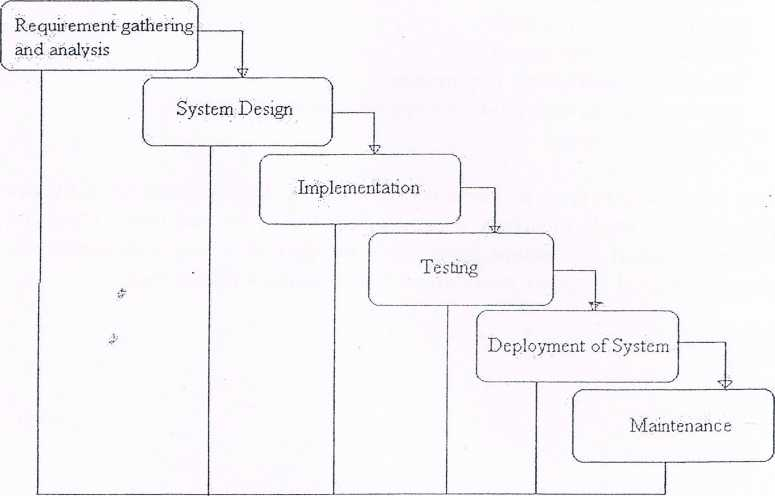 Requirement gathering
and analysis
System Design
Implementation
Testing
Deployment of System
Maintenance